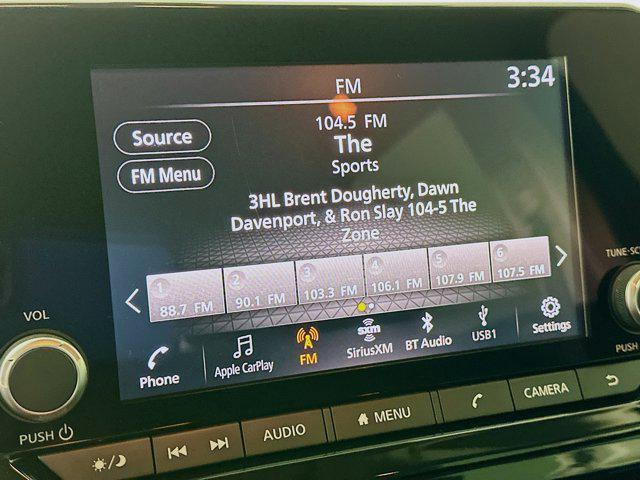 FM
3:34
Source
FM Menu
104.5 FM
The
Sports
3HL Brent Dougherty, Dawn
Davenport, & Ron Slay 104-5 The
Zone
1 88.7 FM
2 90.1 FM
3 103.3 FM
4 106.1 FM
5 107.9 FM
6 107.5 FM
Phone
Apple CarPlay
FM
sxm
SiriusXM
BT Audio
USB1
Settings
VOL
PUSH
TUNE·SC
PUSH
AUDIO
MENU
CAMERA